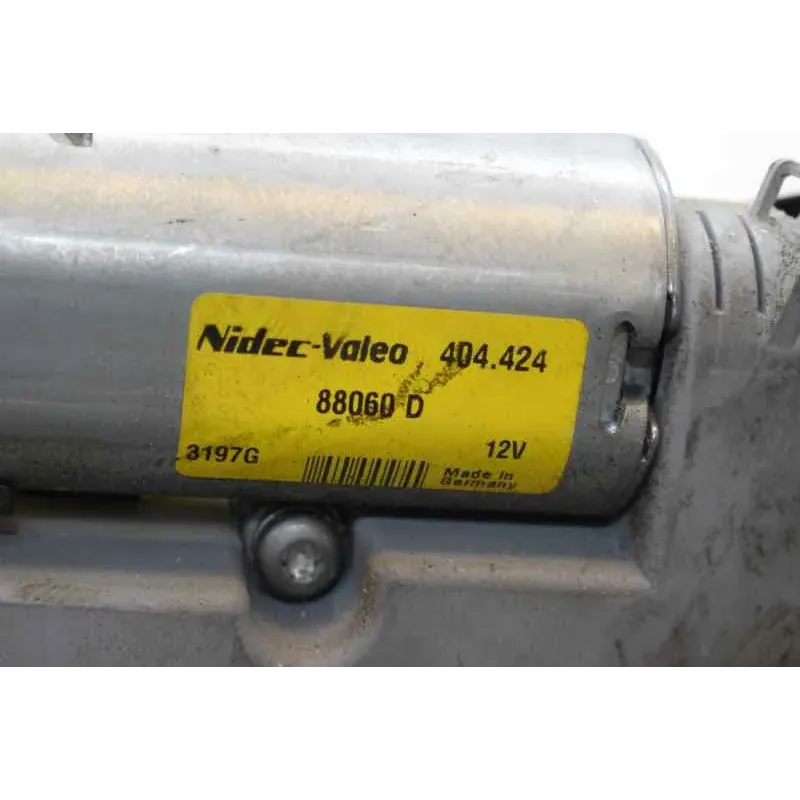 Nidec-Valeo 404.424
88060 D
3197G 12V
Made in
Germany